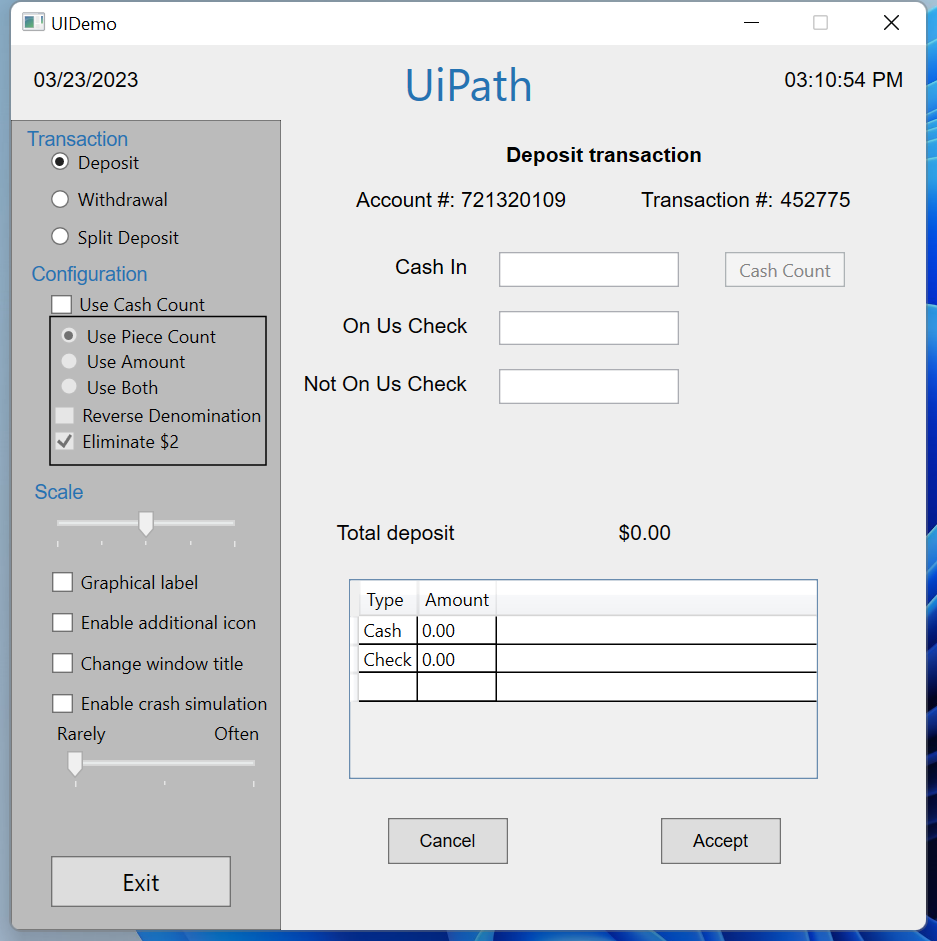 UIDemo
03/23/2023
UiPath
03:10:54 PM
Transaction
Deposit
Withdrawal
Split Deposit
Configuration
Use Cash Count
Use Piece Count
Use Amount
Use Both
Reverse Denomination
Eliminate $2
Scale
Graphical label
Enable additional icon
Change window title
Enable crash simulation
Rarely Often
Exit
Deposit transaction
Account #: 721320109 Transaction #: 452775
Cash In Cash Count
On Us Check
Not On Us Check
Total deposit $0.00
Type Amount
Cash 0.00
Check 0.00
Cancel Accept